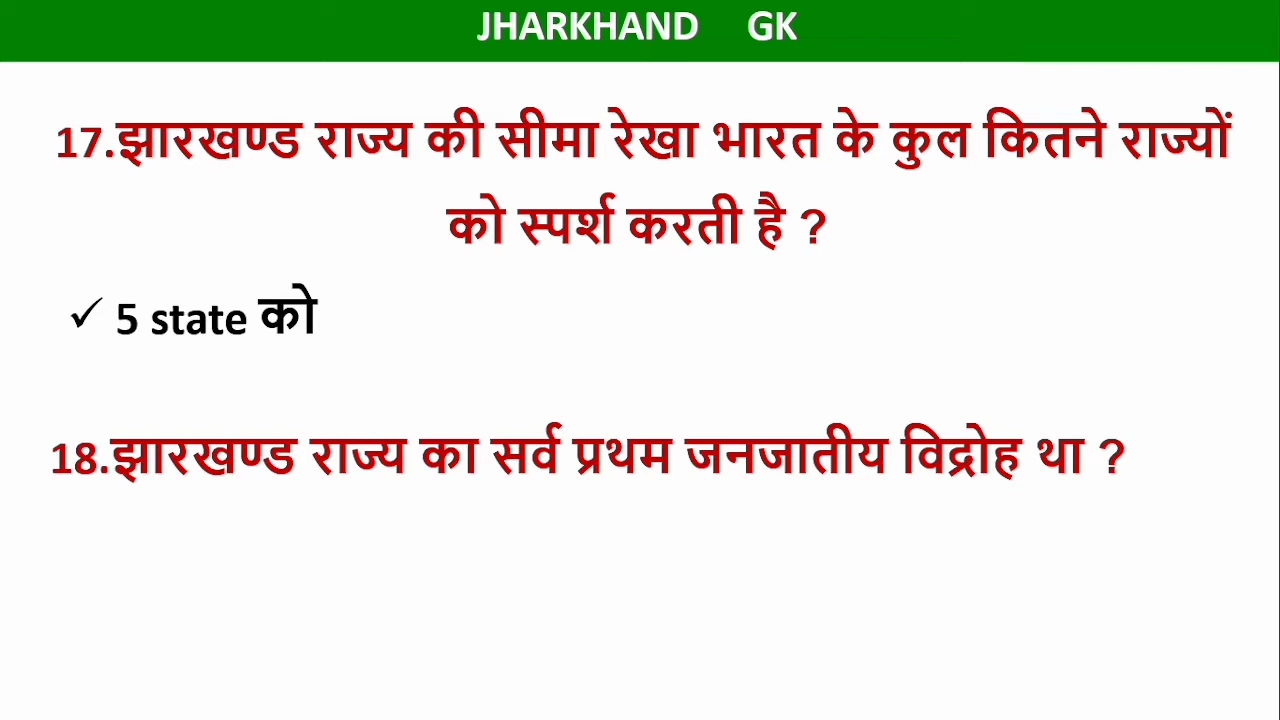 JHARKHAND GK
17.झारखण्ड राज्य की सीमा रेखा भारत के कुल कितने राज्यों
को स्पर्श करती है ?
✓ 5 state को
18.झारखण्ड राज्य का सर्व प्रथम जनजातीय विद्रोह था ?